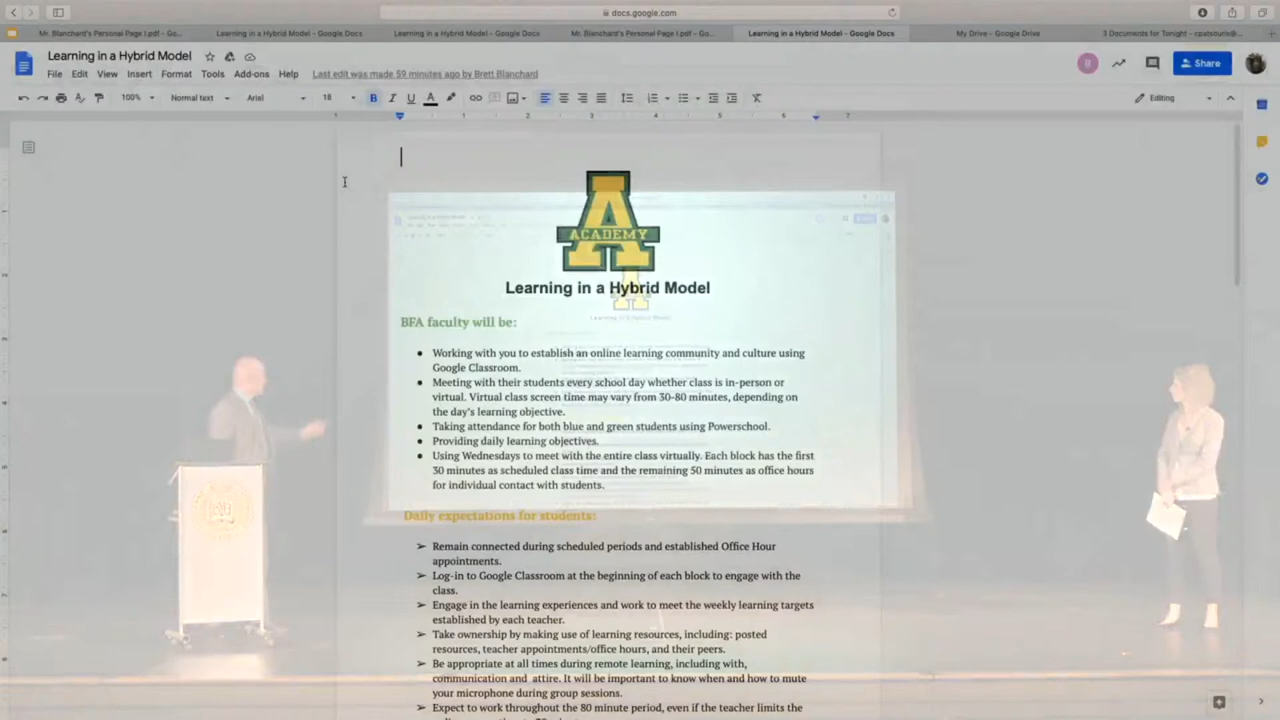 docs.google.com
Mr. Blanchard's Personal Page I.pdf - Go...
Learning in a Hybrid Model - Google Docs
Learning in a Hybrid Model - Google Docs
Mr. Blanchard's Personal Page I.pdf - Go...
Learning in a Hybrid Model - Google Docs
My Drive - Google Drive
3 Documents for Tonight - cpatsouris@...
Learning in a Hybrid Model
File Edit View Insert Format Tools Add-ons Help Last edit was made 59 minutes ago by Brett Blanchard
Share
100% Normal text Arial 18 B I U A Editing
1 1 2 3 4 5 6 7
ACADEMY
Learning in a Hybrid Model
BFA faculty will be:
● Working with you to establish an online learning community and culture using
Google Classroom.
● Meeting with their students every school day whether class is in-person or
virtual. Virtual class screen time may vary from 30-80 minutes, depending on
the day's learning objective.
● Taking attendance for both blue and green students using Powerschool.
● Providing daily learning objectives.
● Using Wednesdays to meet with the entire class virtually. Each block has the first
30 minutes as scheduled class time and the remaining 50 minutes as office hours
for individual contact with students.
Daily expectations for students:
➢ Remain connected during scheduled periods and established Office Hour
appointments.
➢ Log-in to Google Classroom at the beginning of each block to engage with the
class.
➢ Engage in the learning experiences and work to meet the weekly learning targets
established by each teacher.
➢ Take ownership by making use of learning resources, including: posted
resources, teacher appointments/office hours, and their peers.
➢ Be appropriate at all times during remote learning, including with,
communication and attire. It will be important to know when and how to mute
your microphone during group sessions.
➢ Expect to work throughout the 80 minute period, even if the teacher limits the